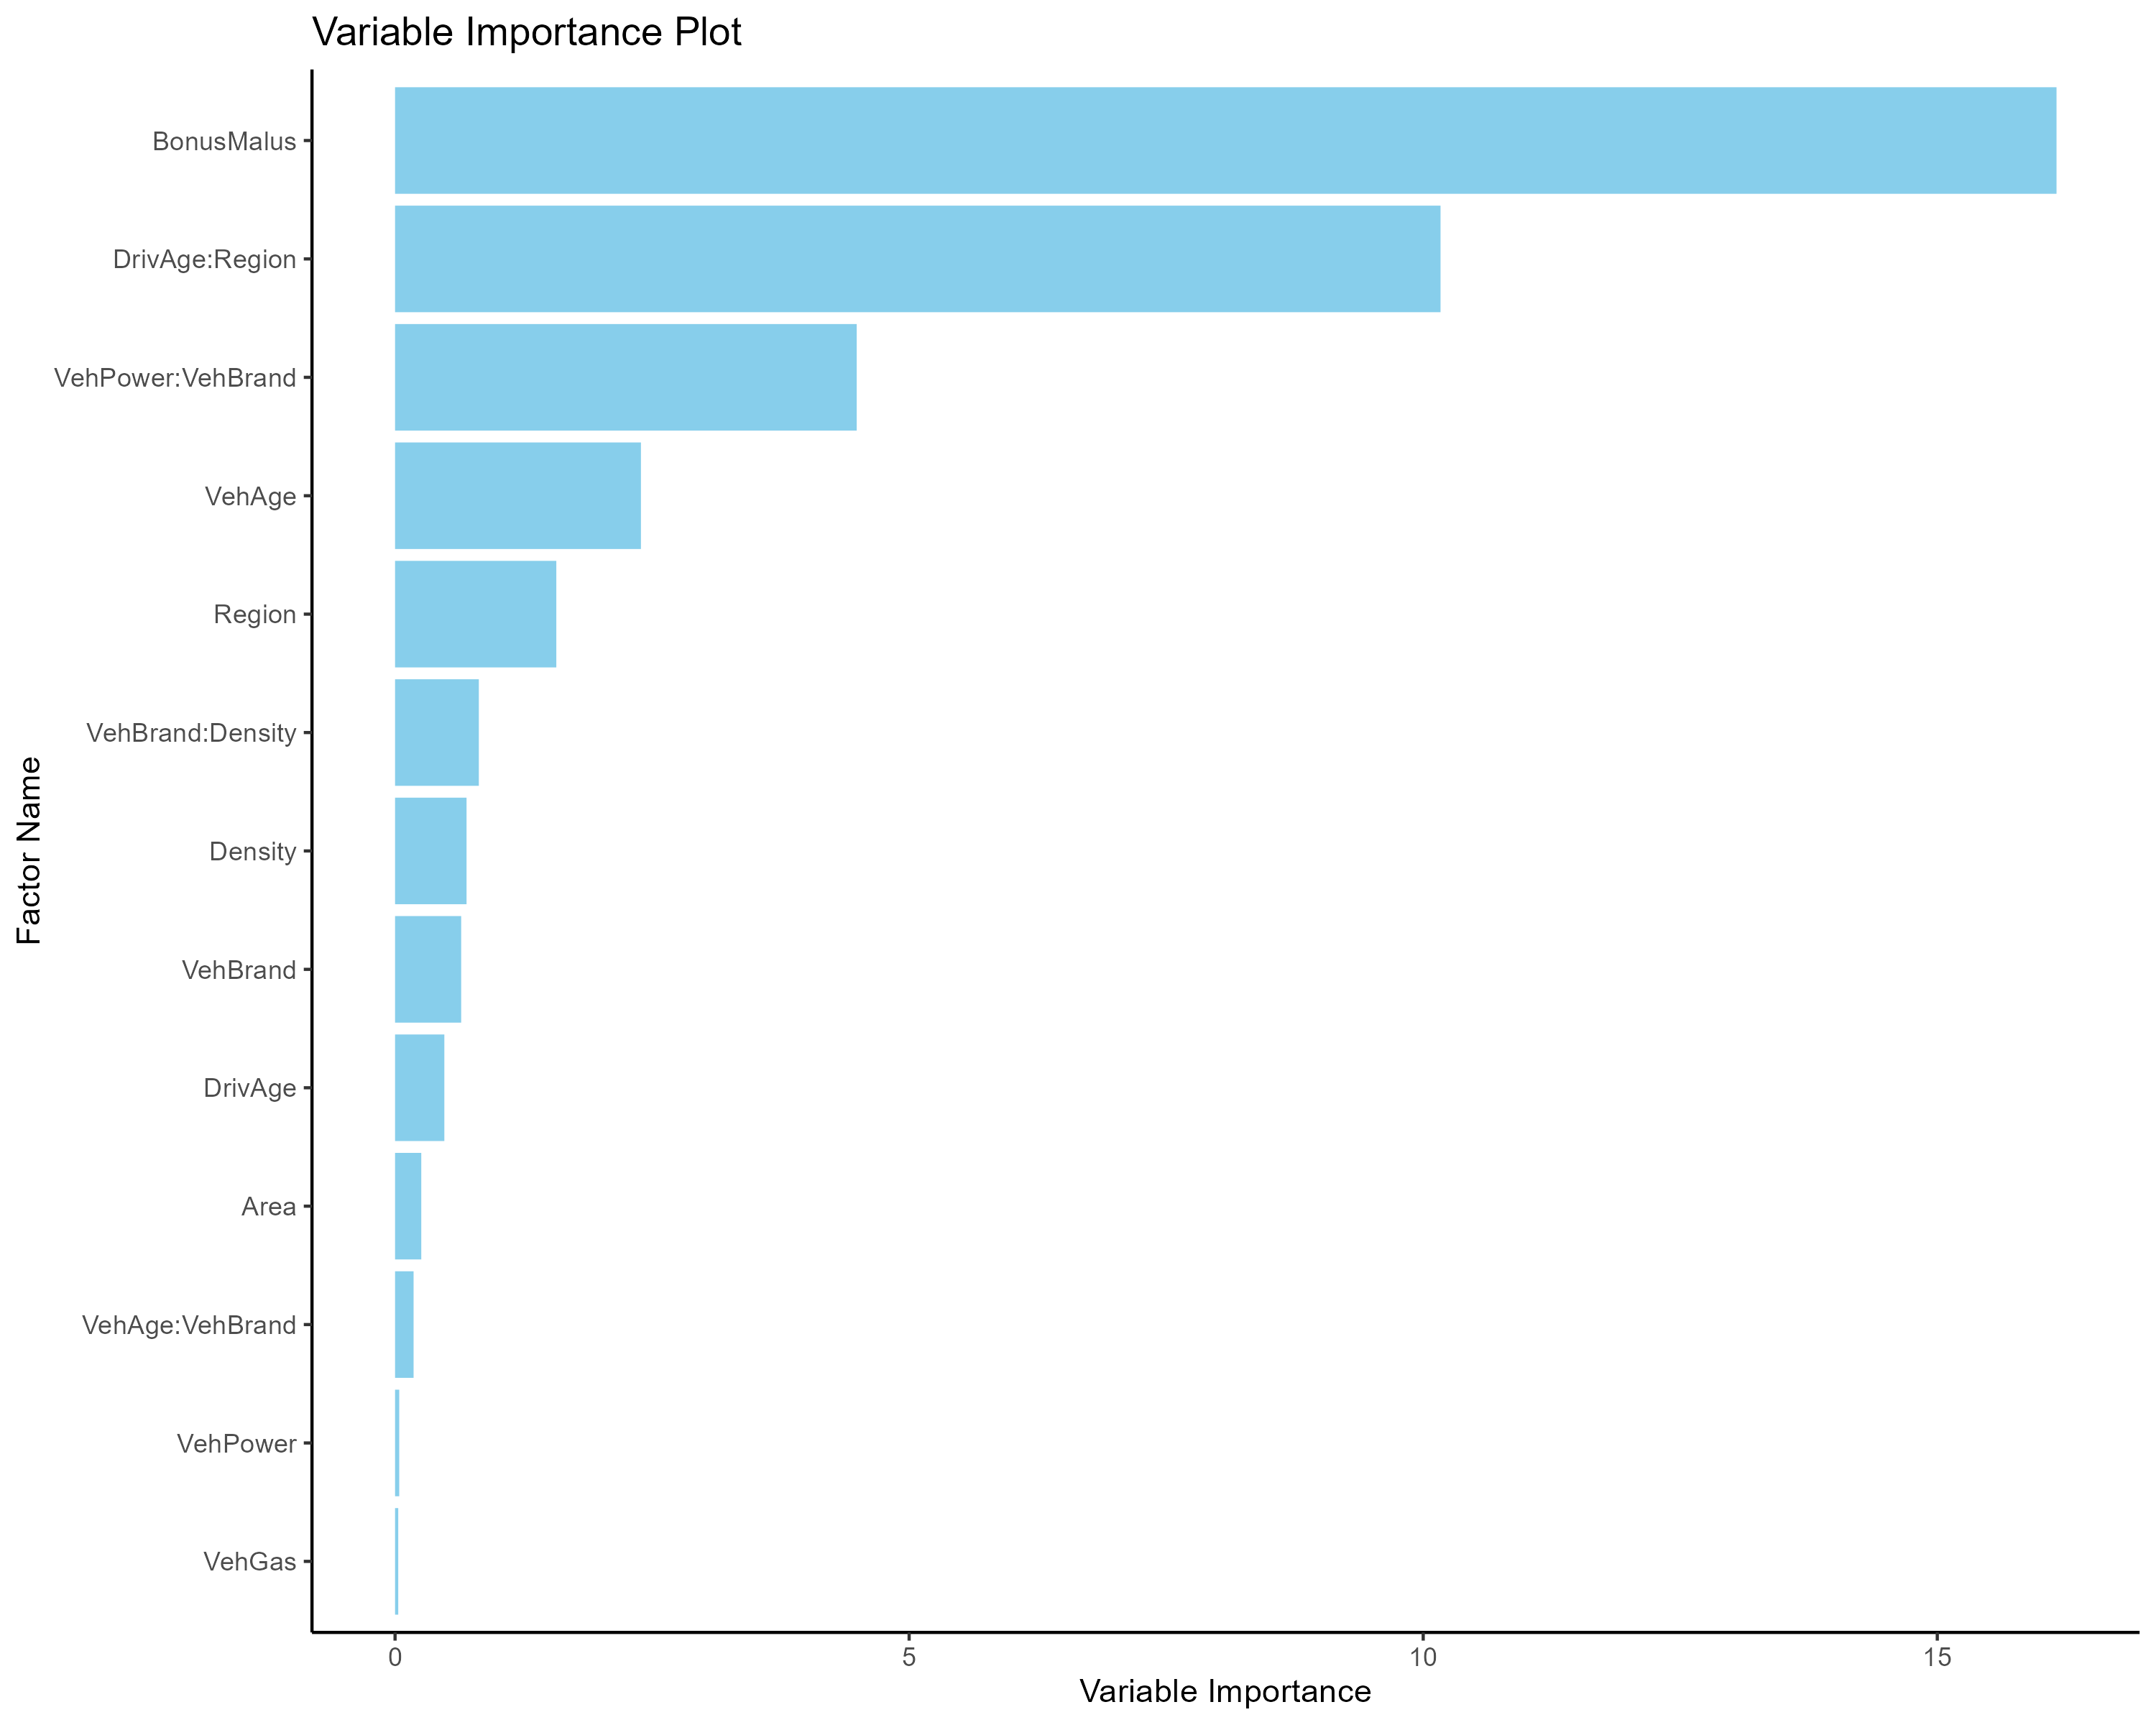 Variable Importance Plot
BonusMalus
DrivAge:Region
VehPower:VehBrand
VehAge
Region
VehBrand:Density
Density
VehBrand
DrivAge
Area
VehAge:VehBrand
VehPower
VehGas
Factor Name
0 5 10 15
Variable Importance